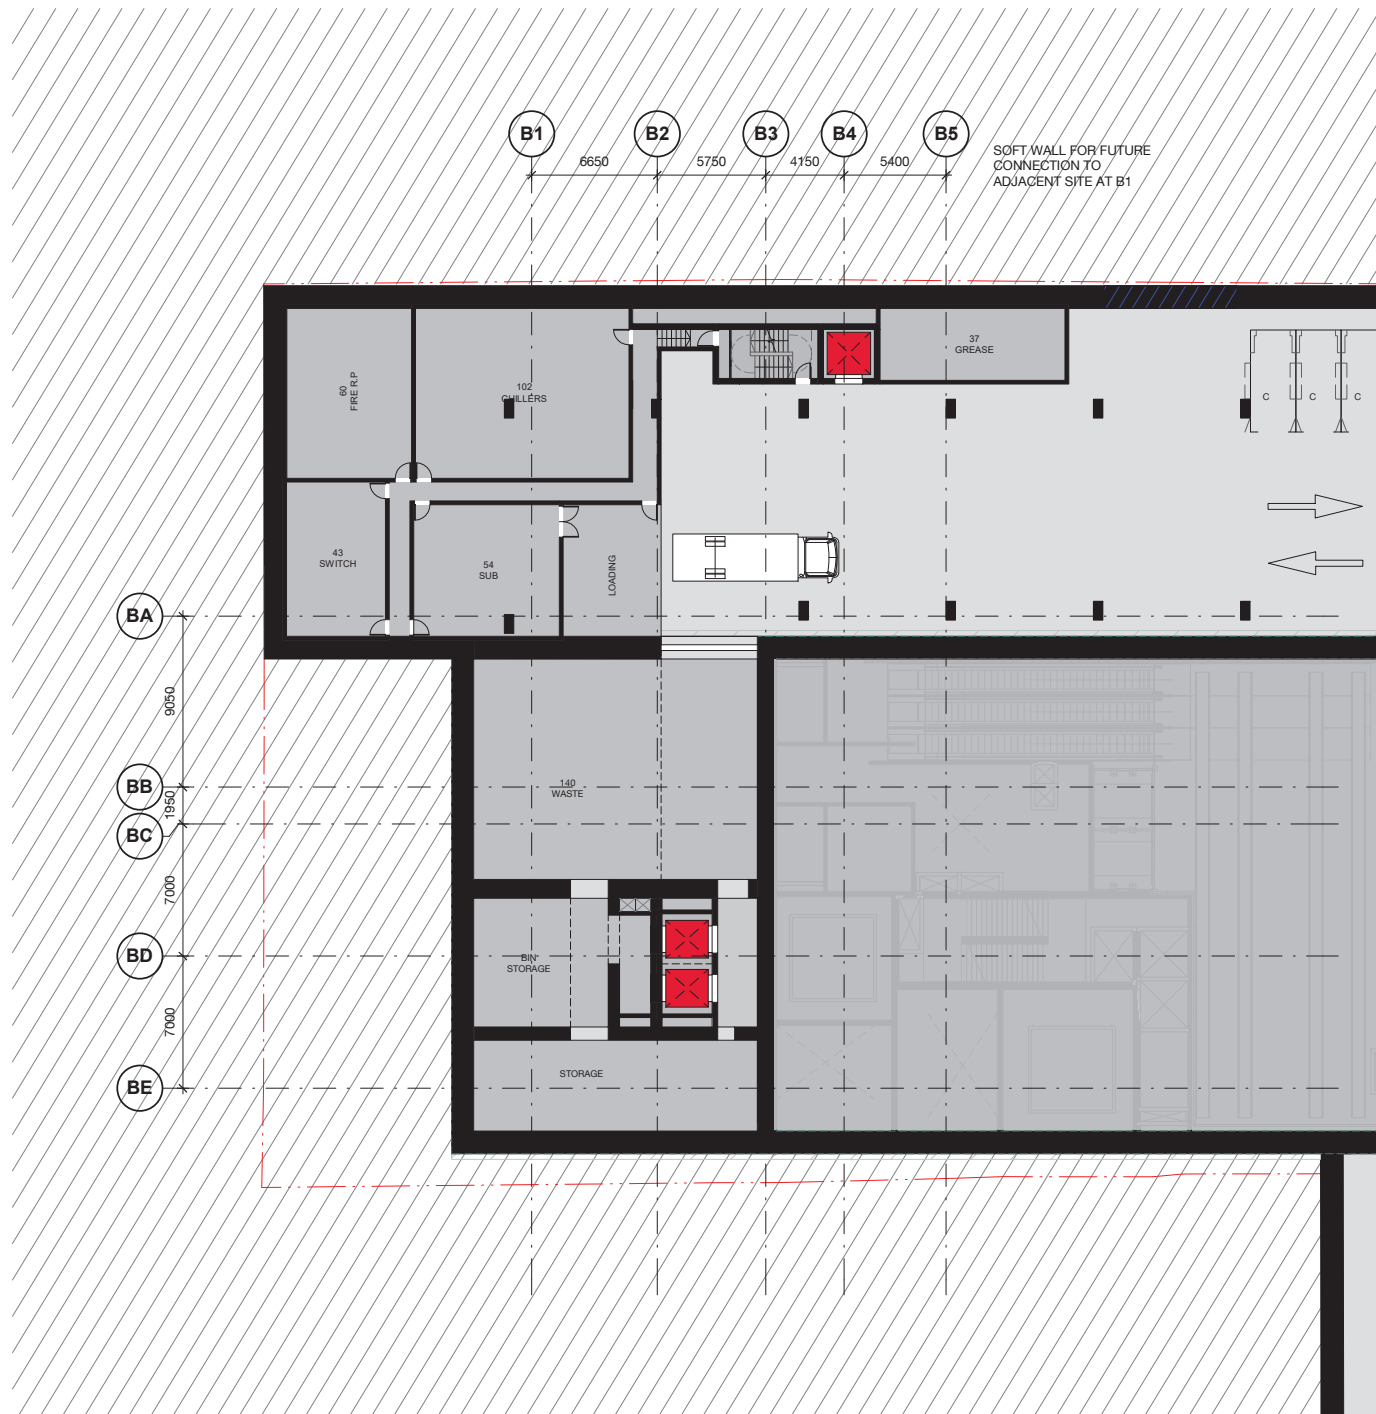 B1 B2 B3 B4 B5
6650 5750 4150 5400
SOFT WALL FOR FUTURE
CONNECTION TO
ADJACENT SITE AT B1
37
GREASE
60
FIRE R.P
102
CHILLERS
C C C
43
SWITCH
54
SUB
LOADING
BA
9050
BB
1950
BC
7000
BD
7000
BE
140
WASTE
BIN
STORAGE
STORAGE